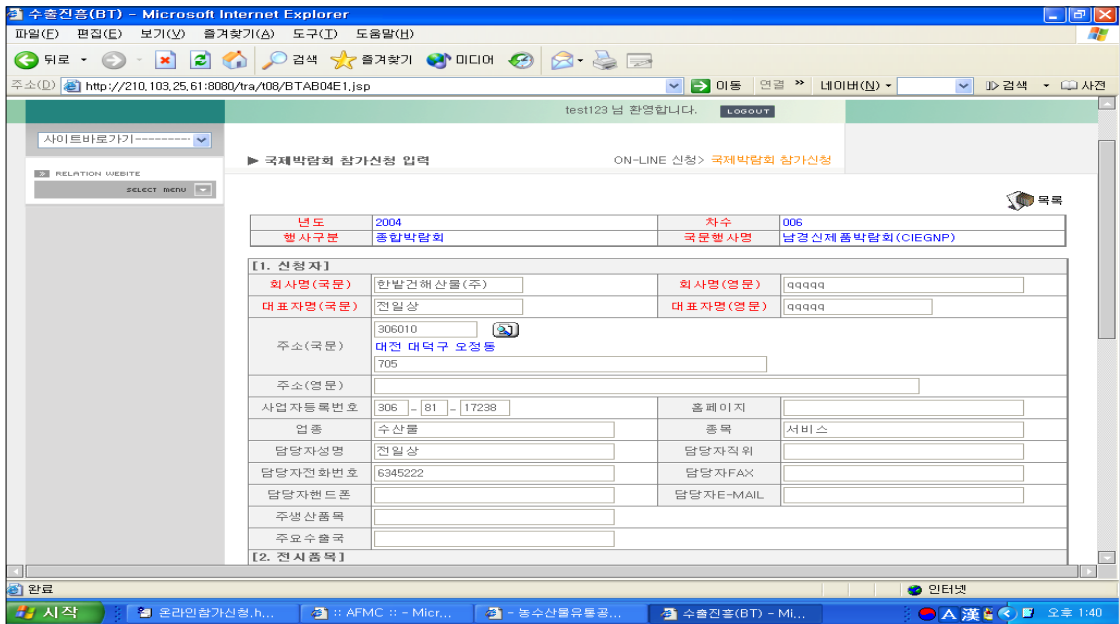 수출진흥(BT) - Microsoft Internet Explorer
파일(F) 편집(E) 보기(V) 즐겨찾기(A) 도구(T) 도움말(H)
뒤로 검색 즐겨찾기 미디어
주소(D) http://210,103,25,61:8080/tra/t08/BTAB04E1,jsp 이동 연결 » 네이버(N) 검색 사전
test123 님 환영합니다. LOGOUT
사이트바로가기----------
▶ 국제박람회 참가신청 입력 ON-LINE 신청> 국제박람회 참가신청
RELATION WEBITE
SELECT MENU
목록
년도 2004 차수 006
행사구분 종합박람회 국문행사명 남경신제품박람회(CIEGNP)
[1. 신청자]
회사명(국문) 한밭건해산물(주) 회사명(영문) qqqqq
대표자명(국문) 전일상 대표자명(영문) qqqqq
주소(국문) 306010
대전 대덕구 오정동
705
주소(영문)
사업자등록번호 306 - 81 - 17238 홈페이지
업종 수산물 종목 서비스
담당자성명 전일상 담당자직위
담당자전화번호 6345222 담당자FAX
담당자핸드폰 담당자E-MAIL
주생산품목
주요수출국
[2. 전시품목]
완료 인터넷
시작 온라인참가신청.h... :: AFMC :: - Micr... - 농수산물유통공... 수출진흥(BT) - Mi... A 漢 오후 1:40